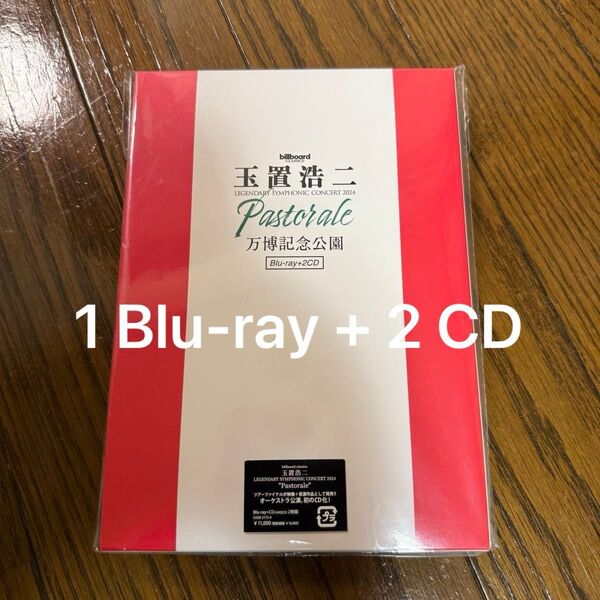 billboard
CLASSICS
玉置浩二
LEGENDARY SYMPHONIC CONCERT 2024
Pastorale
万博記念公園
Blu-ray+2CD
1 Blu-ray + 2 CD
billboard classics
玉置浩二
LEGENDARY SYMPHONIC CONCERT 2024
"Pastorale"
ツアーファイナルが映像+音源作品として発売!!
オーケストラ公演、初のCD化！
¥11,000
プラ